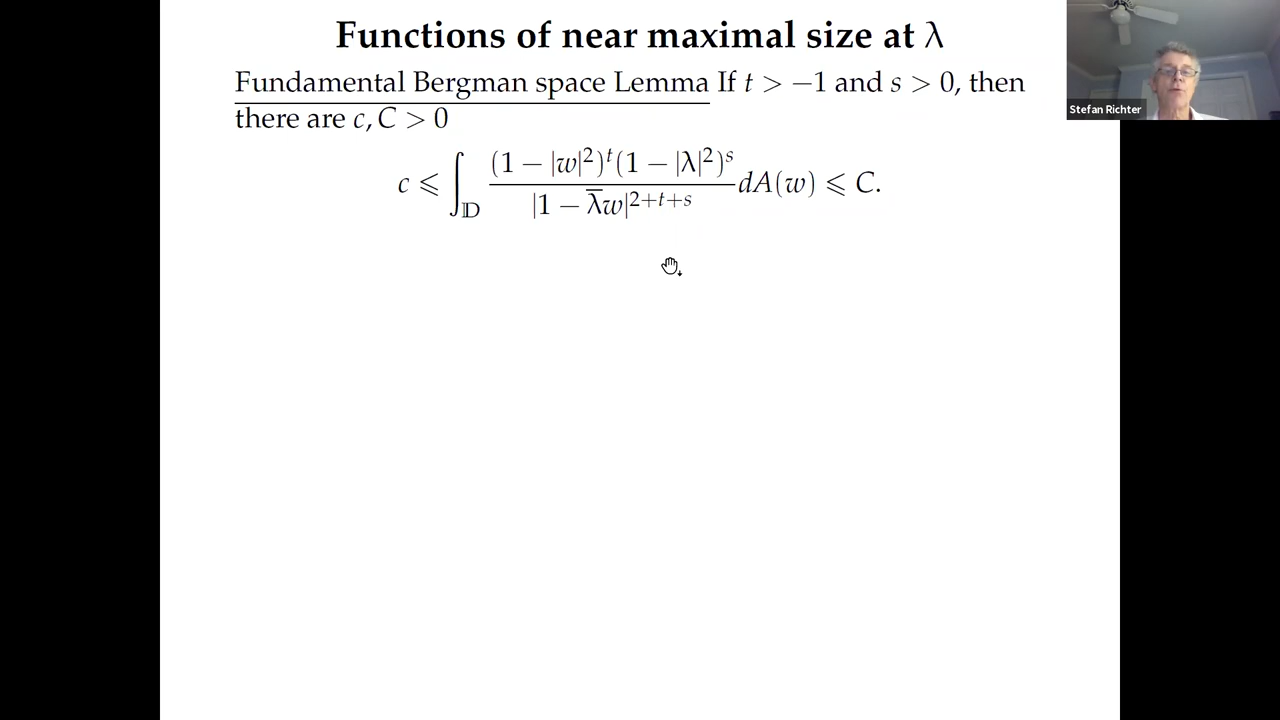 Functions of near maximal size at λ
Fundamental Bergman space Lemma If t > −1 and s > 0, then
there are c, C > 0
c ⩽ ∫_𝔻 (1 − |w|²)ᵗ(1 − |λ|²)ˢ / |1 − λ̅w|²⁺ᵗ⁺ˢ dA(w) ⩽ C.
Stefan Richter